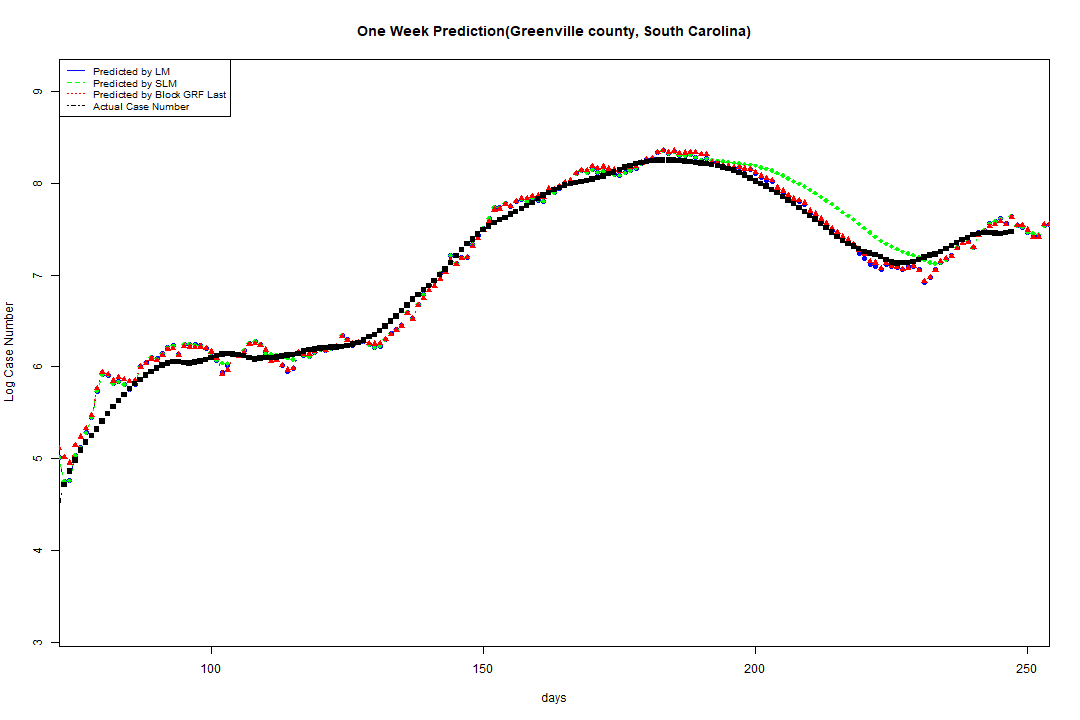 One Week Prediction(Greenville county, South Carolina)
Predicted by LM
Predicted by SLM
Predicted by Block GRF Last
Actual Case Number
9
8
7
6
5
4
3
Log Case Number
100 150 200 250
days